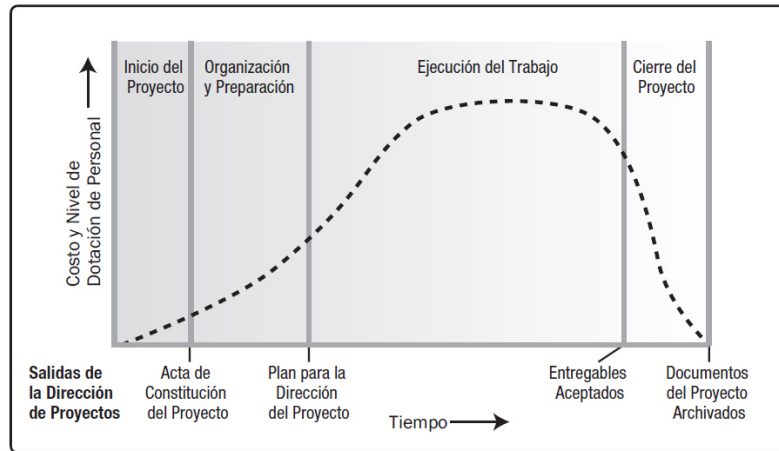 Inicio del
Proyecto
Organización
y Preparación
Ejecución del Trabajo
Cierre del
Proyecto
Costo y Nivel de
Dotación de Personal
Salidas de
la Dirección
de Proyectos
Acta de
Constitución
del Proyecto
Plan para la
Dirección
del Proyecto
Entregables
Aceptados
Documentos
del Proyecto
Archivados
Tiempo